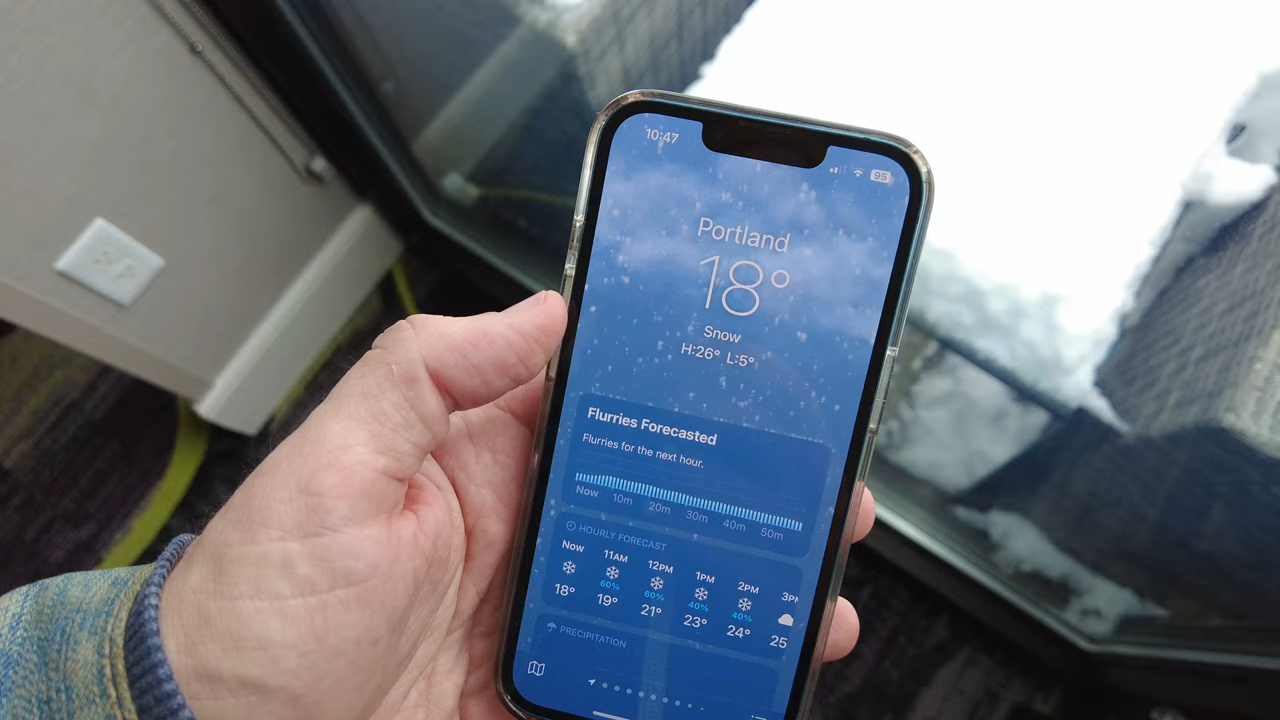 10:47
95
Portland
18°
Snow
H:26° L:5°
Flurries Forecasted
Flurries for the next hour.
Now 10m 20m 30m 40m 50m
HOURLY FORECAST
Now 11AM 12PM 1PM 2PM 3PM
60% 60% 40% 40%
18° 19° 21° 23° 24° 25
PRECIPITATION